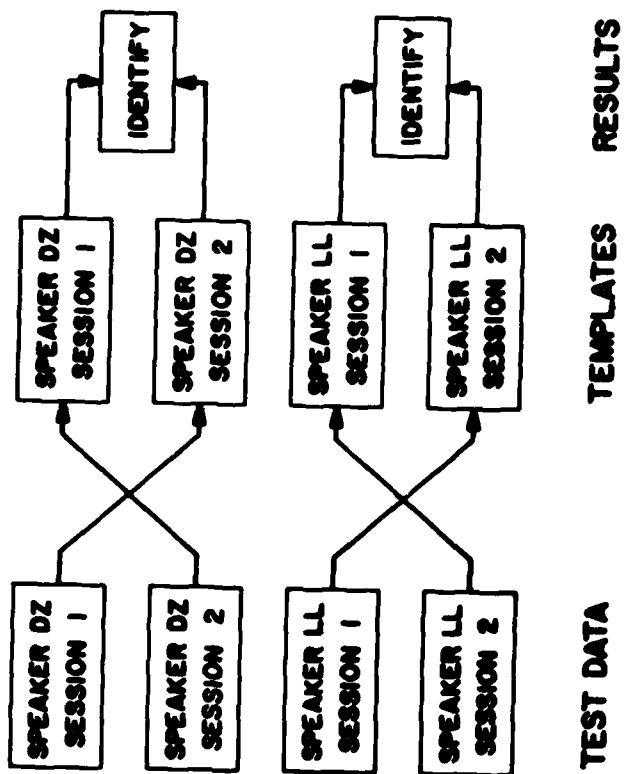 SPEAKER DZ
SESSION 1
SPEAKER DZ
SESSION 2
SPEAKER LL
SESSION 1
SPEAKER LL
SESSION 2
TEST DATA
SPEAKER DZ
SESSION 1
SPEAKER DZ
SESSION 2
SPEAKER LL
SESSION 1
SPEAKER LL
SESSION 2
TEMPLATES
IDENTIFY
IDENTIFY
RESULTS